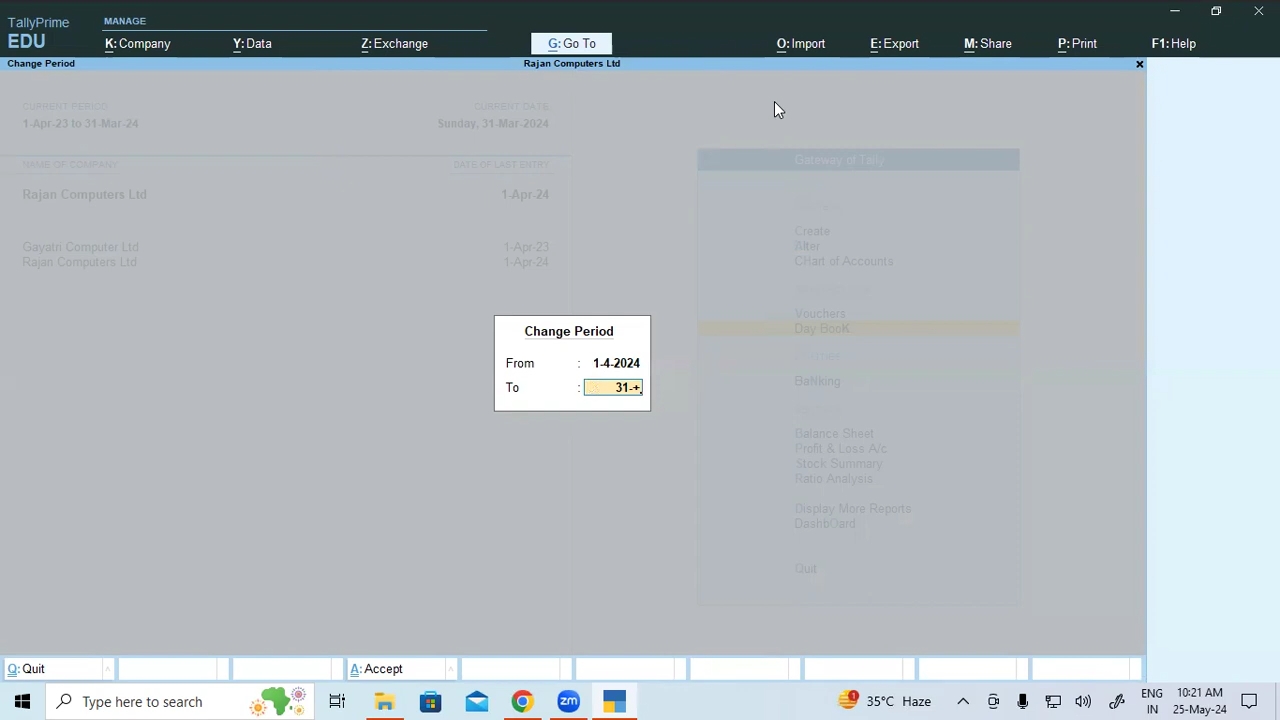 TallyPrime
EDU
MANAGE
K:Company
Y:Data
Z:Exchange
G:Go To
O:Import
E:Export
M:Share
P:Print
F1:Help
Change Period
Rajan Computers Ltd
CURRENT PERIOD
CURRENT DATE
1-Apr-23 to 31-Mar-24
Sunday, 31-Mar-2024
NAME OF COMPANY
DATE OF LAST ENTRY
Rajan Computers Ltd
1-Apr-24
Gayatri Computer Ltd
1-Apr-23
Rajan Computers Ltd
1-Apr-24
Gateway of Tally
Create
Alter
CHart of Accounts
Vouchers
Day BooK
BaNking
Balance Sheet
Profit & Loss A/c
Stock Summary
Ratio Analysis
Display More Reports
DashbOard
Quit
Change Period
From : 1-4-2024
To : 31-+
Q:Quit
A:Accept
Type here to search
1
35°C Haze
ENG
IN
10:21 AM
25-May-24